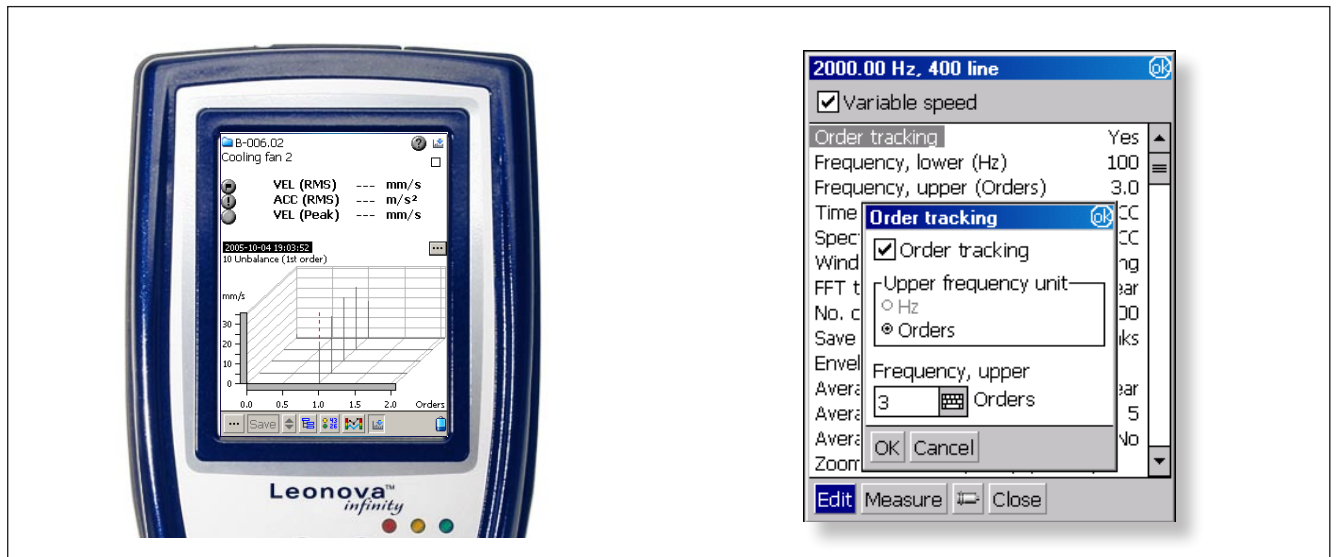 B-006.02
Cooling fan 2
VEL (RMS) --- mm/s
ACC (RMS) --- m/s²
VEL (Peak) --- mm/s
2005-10-04 19:03:52
10 Unbalance (1st order)
mm/s
30
20
10
0
0.0 0.5 1.0 1.5 2.0 Orders
... Save
Leonova™
infinity
2000.00 Hz, 400 line ok
Variable speed
Order tracking Yes
Frequency, lower (Hz) 100
Frequency, upper (Orders) 3.0
Time
Order tracking ok
Order tracking
Upper frequency unit
Hz
Orders
Frequency, upper
3 Orders
OK Cancel
Edit Measure Close